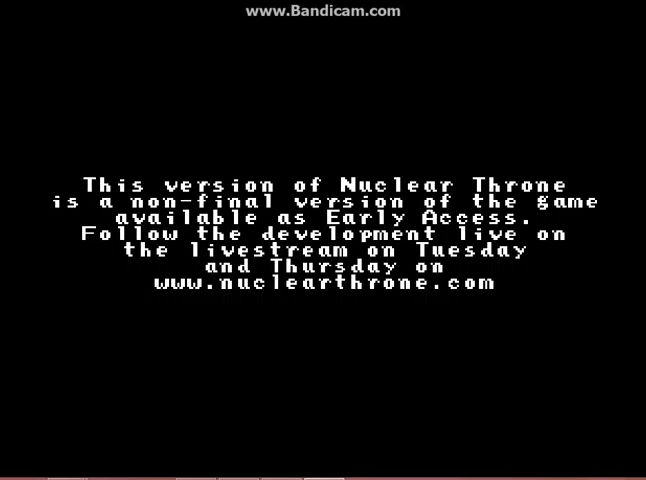 www.Bandicam.com
This version of Nuclear Throne
is a non-final version of the game
available as Early Access.
Follow the development live on
the livestream on Tuesday
and Thursday on
www.nuclearthrone.com